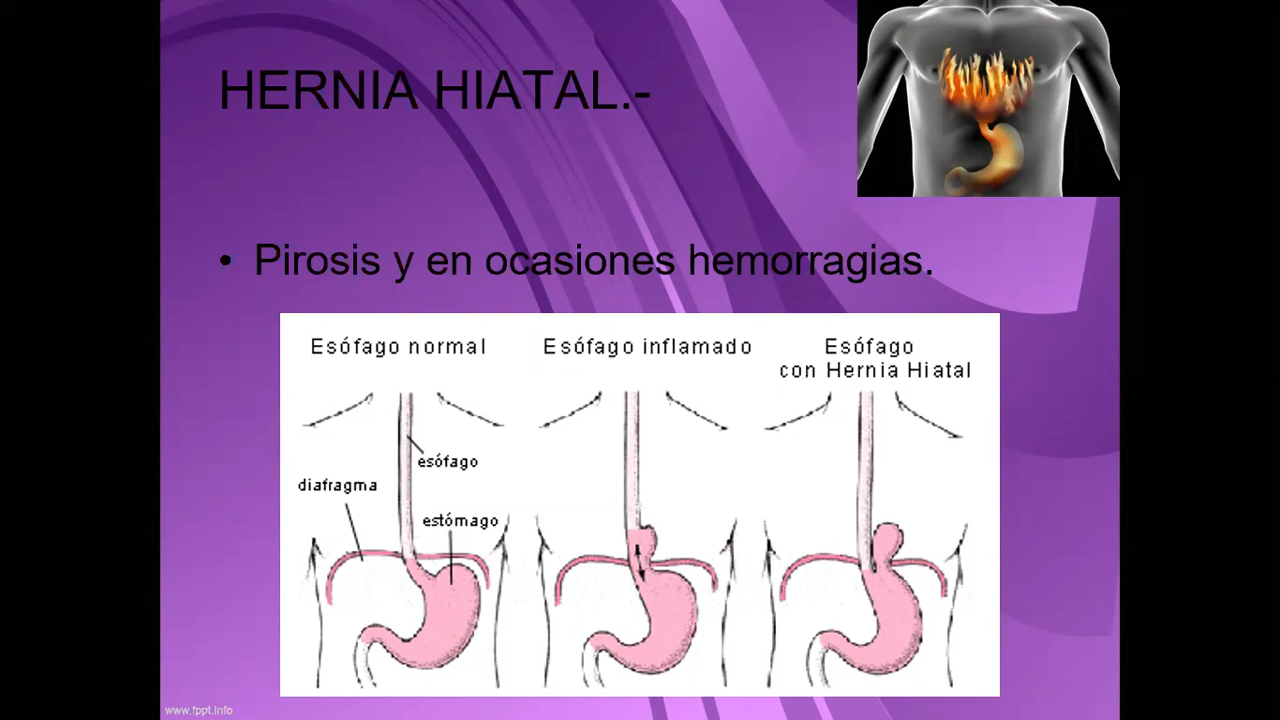 HERNIA HIATAL.-
• Pirosis y en ocasiones hemorragias.
Esófago normal
Esófago inflamado
Esófago
con Hernia Hiatal
esófago
diafragma
estómago
www.fppt.info